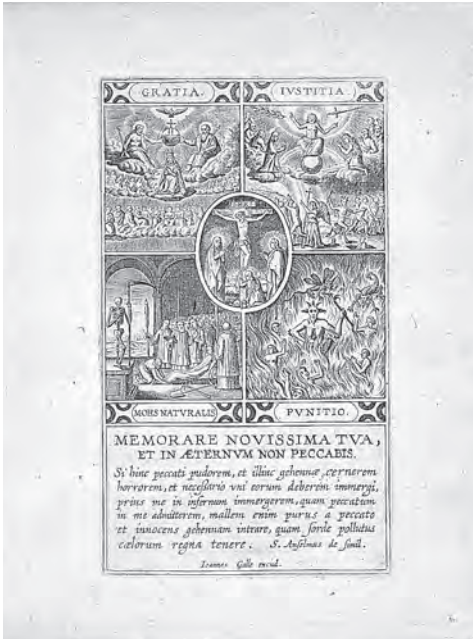 GRATIA.
IVSTITIA
MORS NATVRALIS
PVNITIO.
MEMORARE NOVISSIMA TVA,
ET IN ÆTERNVM NON PECCABIS.
Si hinc peccati pudorem, et illinc gehennæ, cernerem
horrorem, et necessario vni eorum deberem immergi,
prius me in infernum immergerem, quam peccatum
in me admitterem, mallem enim purus a peccato
et innocens gehennam intrare, quam sorde pollutus
cælorum regna tenere. S. Anselmus de simil.
Ioannes Galle excud.